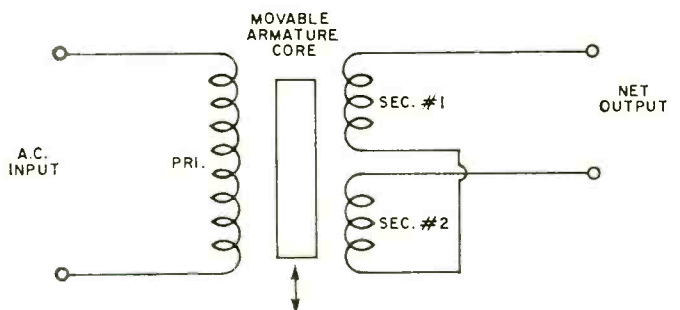 MOVABLE
ARMATURE
CORE
A.C.
INPUT
PRI.
SEC. #1
SEC. #2
NET
OUTPUT